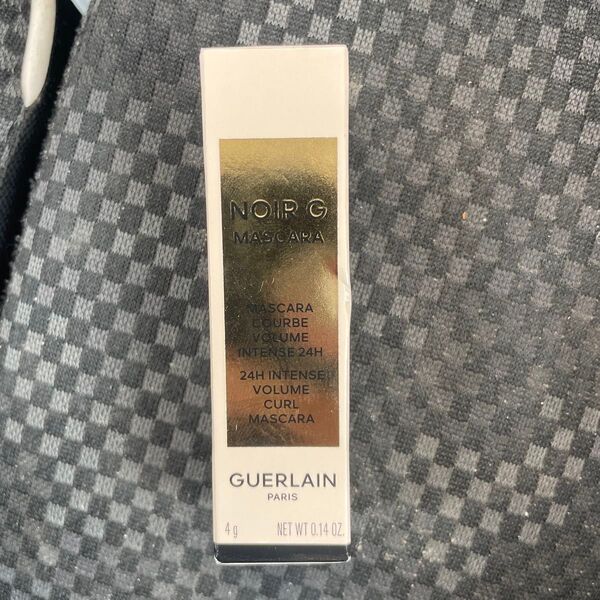 NOIR G
MASCARA
MASCARA
COURBE
VOLUME
INTENSE 24H
24H INTENSE
VOLUME
CURL
MASCARA
GUERLAIN
PARIS
4 g NET WT 0.14 OZ.